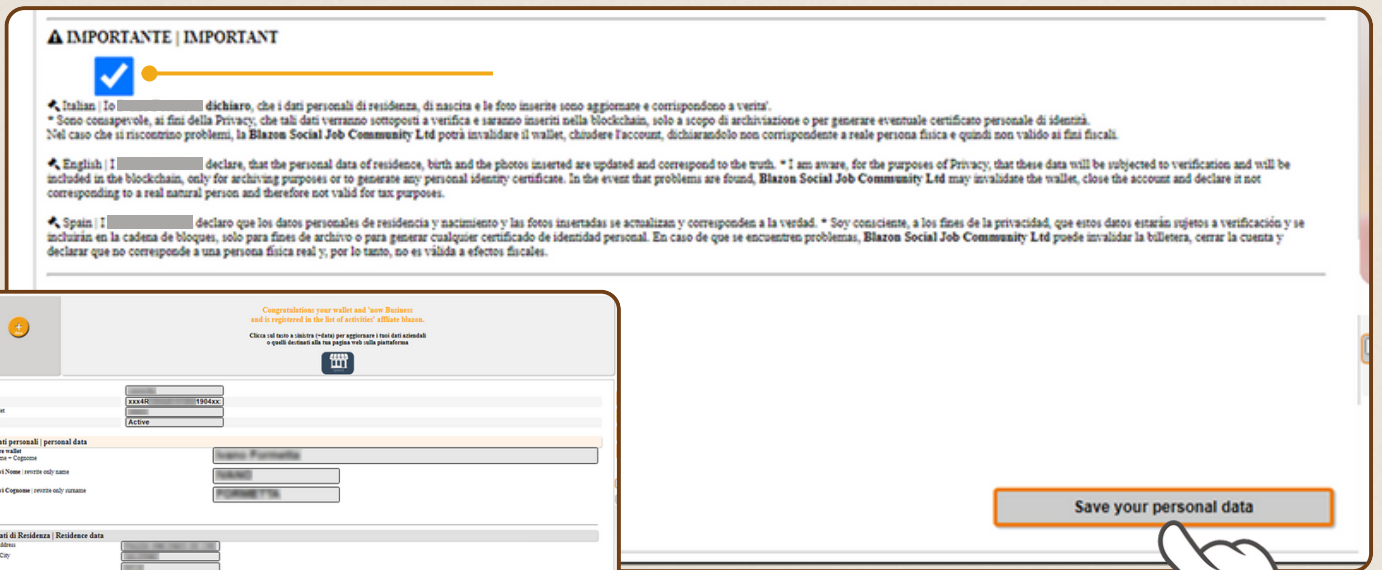 IMPORTANTE | IMPORTANT
Italian | Io dichiaro, che i dati personali di residenza, di nascita e le foto inserite sono aggiornate e corrispondono a verita'.
* Sono consapevole, ai fini della Privacy, che tali dati verranno sottoposti a verifica e saranno inseriti nella blockchain, solo a scopo di archiviazione o per generare eventuale certificato personale di identità.
Nel caso che si riscontrino problemi, la Blazon Social Job Community Ltd potrà invalidare il wallet, chiudere l'account, dichiarandolo non corrispondente a reale persona fisica e quindi non valido ai fini fiscali.
English | I declare, that the personal data of residence, birth and the photos inserted are updated and correspond to the truth. * I am aware, for the purposes of Privacy, that these data will be subjected to verification and will be
included in the blockchain, only for archiving purposes or to generate any personal identity certificate. In the event that problems are found, Blazon Social Job Community Ltd may invalidate the wallet, close the account and declare it not
corresponding to a real natural person and therefore not valid for tax purposes.
Spain | I declaro que los datos personales de residencia y nacimiento y las fotos insertadas se actualizan y corresponden a la verdad. * Soy consciente, a los fines de la privacidad, que estos datos estarán sujetos a verificación y se
incluirán en la cadena de bloques, solo para fines de archivo o para generar cualquier certificado de identidad personal. En caso de que se encuentren problemas, Blazon Social Job Community Ltd puede invalidar la billetera, cerrar la cuenta y
declarar que no corresponde a una persona física real y, por lo tanto, no es válida a efectos fiscales.
Congratulations your wallet and 'now Business
and is registered in the list of activities' affliate blazon.
Clicca sul tasto a sinistra (+data) per aggiornare i tuoi dati aziendali
o quelli destinati alla tua pagina web sulla piattaforma
xxx4R 1904xx
et
Active
ati personali | personal data
wallet
me + Cognome
vi Nome | rewrite only name
vi Cognome | rewrite only surname
ati di Residenza | Residence data
ddress
City
Save your personal data